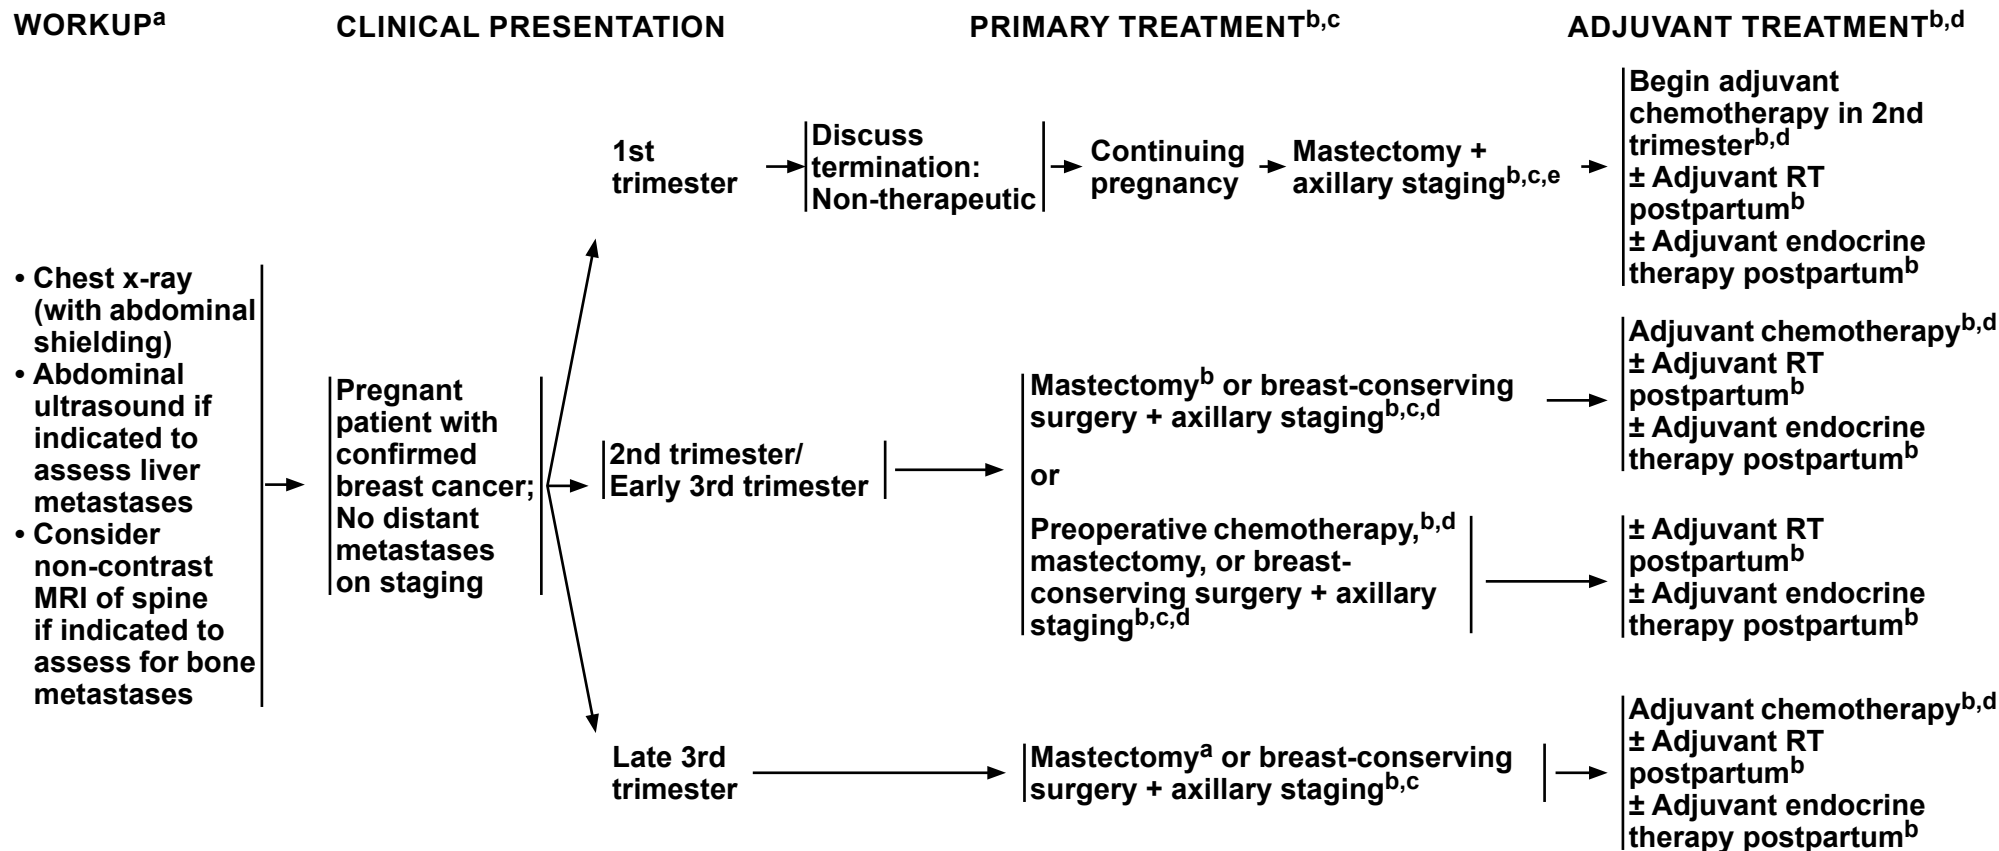 WORKUPa
CLINICAL PRESENTATION
PRIMARY TREATMENTb,c
ADJUVANT TREATMENTb,d
• Chest x-ray
(with abdominal
shielding)
• Abdominal
ultrasound if
indicated to
assess liver
metastases
• Consider
non-contrast
MRI of spine
if indicated to
assess for bone
metastases
Pregnant
patient with
confirmed
breast cancer;
No distant
metastases
on staging
1st
trimester
Discuss
termination:
Non-therapeutic
Continuing
pregnancy
Mastectomy +
axillary stagingb,c,e
Begin adjuvant
chemotherapy in 2nd
trimesterb,d
± Adjuvant RT
postpartumb
± Adjuvant endocrine
therapy postpartumb
2nd trimester/
Early 3rd trimester
Mastectomyb or breast-conserving
surgery + axillary stagingb,c,d
or
Preoperative chemotherapy,b,d
mastectomy, or breast-
conserving surgery + axillary
stagingb,c,d
Adjuvant chemotherapyb,d
± Adjuvant RT
postpartumb
± Adjuvant endocrine
therapy postpartumb
± Adjuvant RT
postpartumb
± Adjuvant endocrine
therapy postpartumb
Late 3rd
trimester
Mastectomya or breast-conserving
surgery + axillary stagingb,c
Adjuvant chemotherapyb,d
± Adjuvant RT
postpartumb
± Adjuvant endocrine
therapy postpartumb